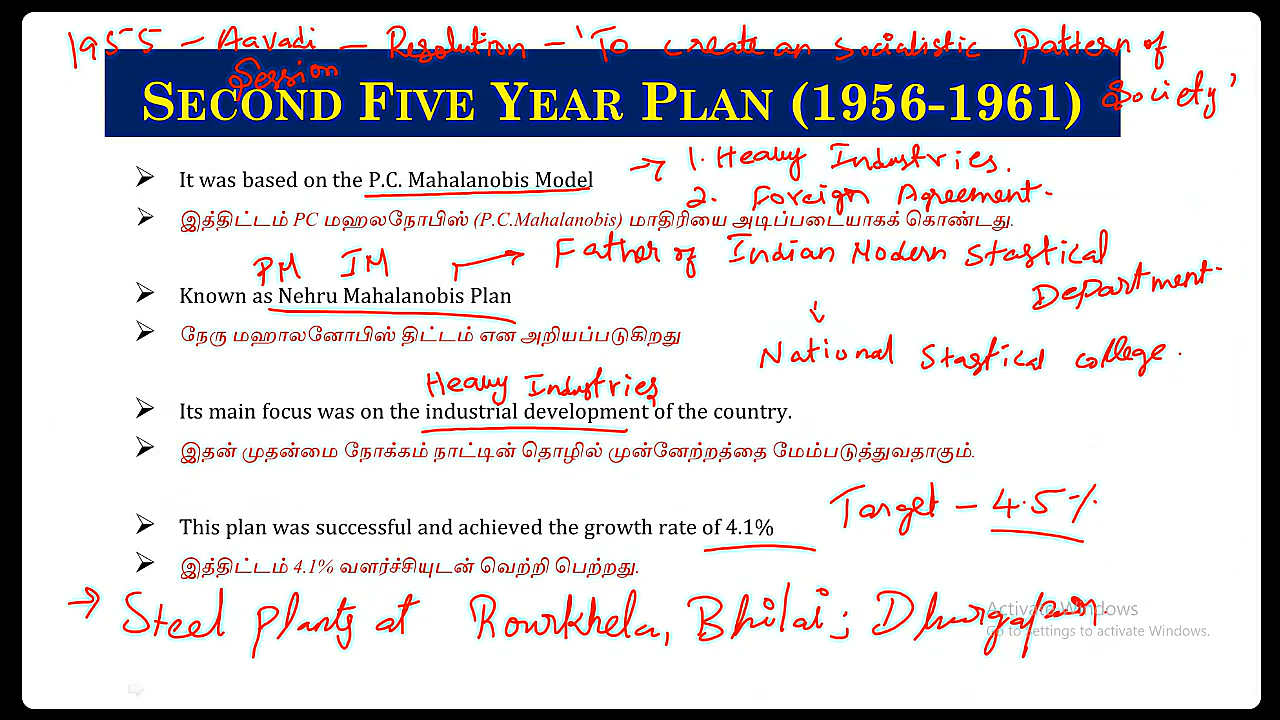 1955 - Aavadi - Resolution - 'To create an Socialistic Pattern of
Session
Society'
SECOND FIVE YEAR PLAN (1956-1961)
→ 1. Heavy Industries.
It was based on the P.C. Mahalanobis Model
2. Foreign Agreement.
இத்திட்டம் PC மஹலநோபிஸ் (P.C.Mahalanobis) மாதிரியை அடிப்படையாகக் கொண்டது.
PM IM → Father of Indian Modern Stastical
Department.
Known as Nehru Mahalanobis Plan
நேரு மஹாலனோபிஸ் திட்டம் என அறியப்படுகிறது
↓
National Stastical college.
Heavy Industries
Its main focus was on the industrial development of the country.
இதன் முதன்மை நோக்கம் நாட்டின் தொழில் முன்னேற்றத்தை மேம்படுத்துவதாகும்.
Target - 4.5%
This plan was successful and achieved the growth rate of 4.1%
இத்திட்டம் 4.1% வளர்ச்சியுடன் வெற்றி பெற்றது.
→ Steel plants at Rourkhela, Bhilai; Dhurgapur.
Activate Windows
Go to Settings to activate Windows.